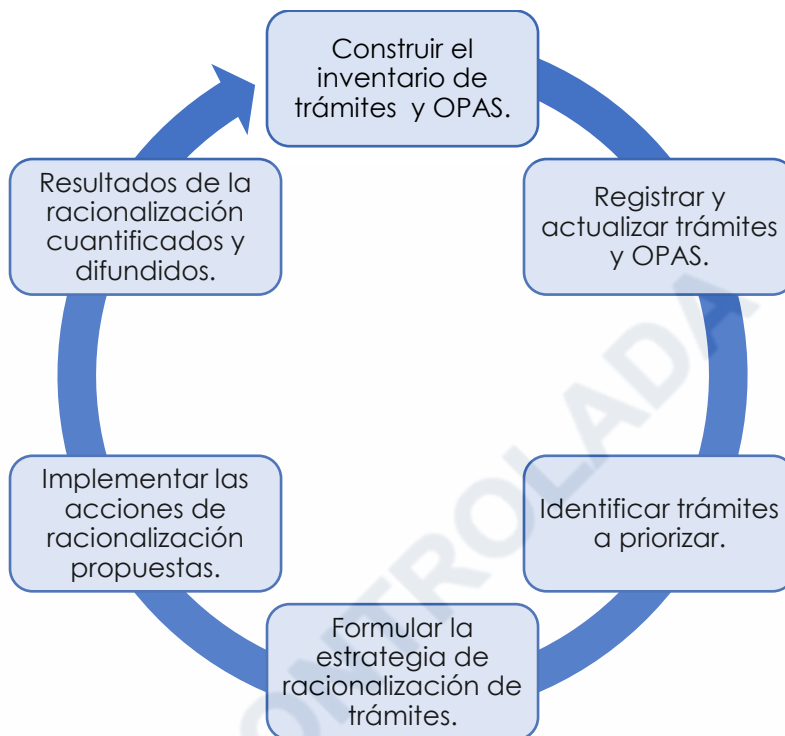 Construir el
inventario de
trámites y OPAS.
Registrar y
actualizar trámites
y OPAS.
Identificar trámites
a priorizar.
Formular la
estrategia de
racionalización de
trámites.
Implementar las
acciones de
racionalización
propuestas.
Resultados de la
racionalización
cuantificados y
difundidos.
ONTROLADA